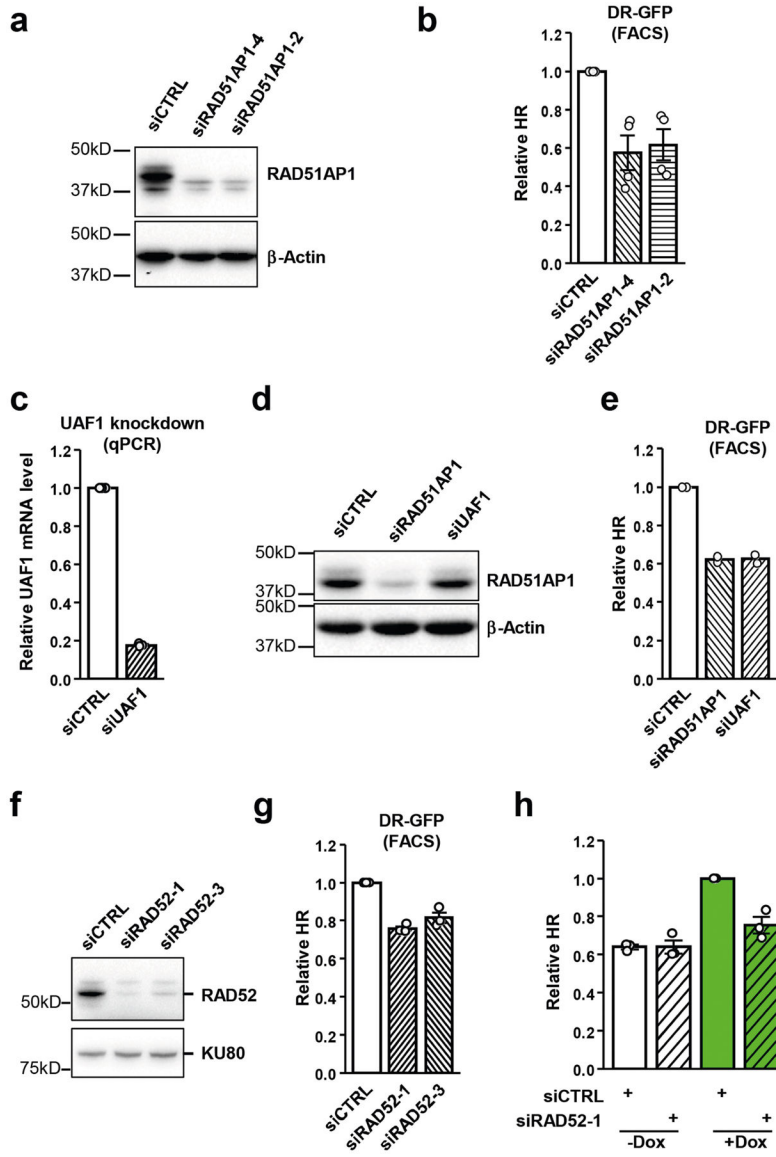 a
siCTRL
siRAD51AP1-4
siRAD51AP1-2
50kD
37kD
RAD51AP1
50kD
37kD
β-Actin
b
DR-GFP
(FACS)
Relative HR
1.2
1.0
0.8
0.6
0.4
0.2
0.0
siCTRL
siRAD51AP1-4
siRAD51AP1-2
c
UAF1 knockdown
(qPCR)
Relative UAF1 mRNA level
1.2
1.0
0.8
0.6
0.4
0.2
0.0
siCTRL
siUAF1
d
siCTRL
siRAD51AP1
siUAF1
50kD
37kD
RAD51AP1
50kD
37kD
β-Actin
e
DR-GFP
(FACS)
Relative HR
1.2
1.0
0.8
0.6
0.4
0.2
0.0
siCTRL
siRAD51AP1
siUAF1
f
siCTRL
siRAD52-1
siRAD52-3
50kD
RAD52
75kD
KU80
g
DR-GFP
(FACS)
Relative HR
1.2
1.0
0.8
0.6
0.4
0.2
0.0
siCTRL
siRAD52-1
siRAD52-3
h
Relative HR
1.2
1.0
0.8
0.6
0.4
0.2
0.0
siCTRL + +
siRAD52-1 + +
-Dox +Dox